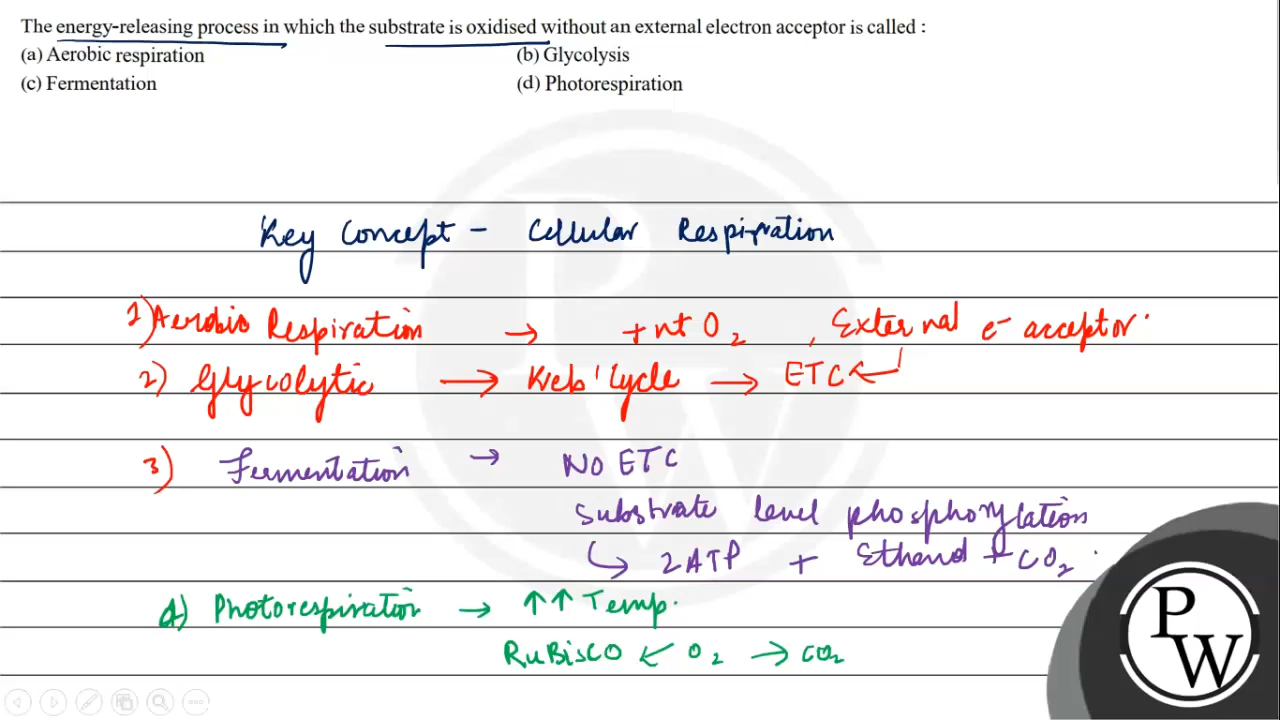 The energy-releasing process in which the substrate is oxidised without an external electron acceptor is called :
(a) Aerobic respiration (b) Glycolysis
(c) Fermentation (d) Photorespiration
Key Concept - Cellular Respiration
1) Aerobic Respiration → +nt O2, External e- acceptor.
2) Glycolytic → Kreb' Cycle → ETC ←
3) Fermentation → NO ETC
Substrate level phosphorylation
↳ 2ATP + Ethanol + CO2.
d) Photorespiration → ↑↑ Temp.
RuBisCO ← O2 → CO2
PW